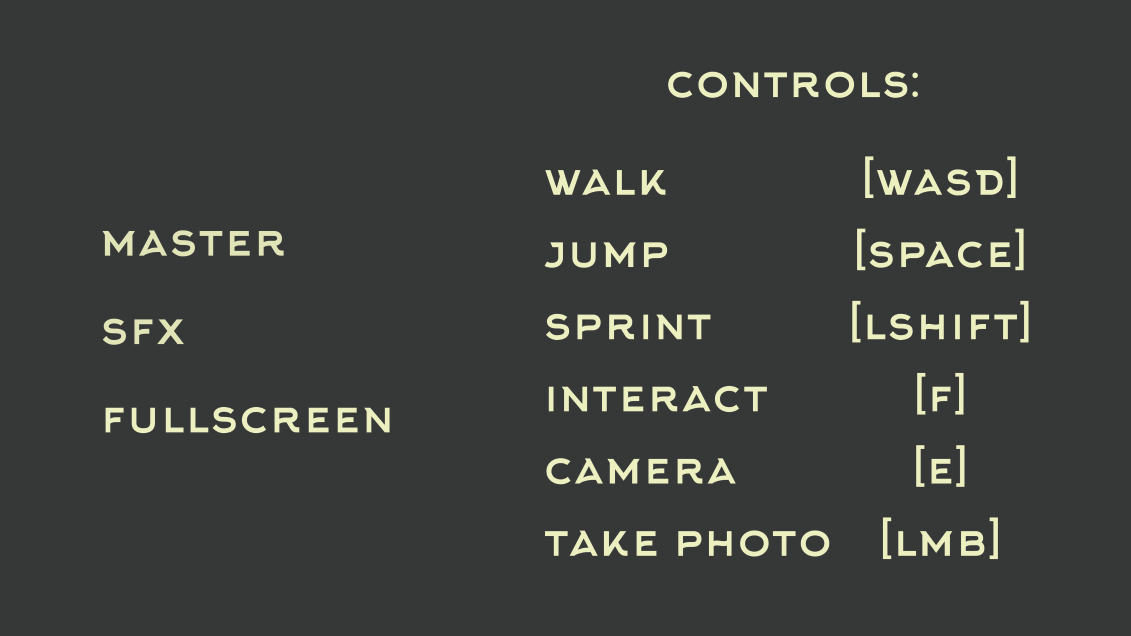 MASTER
SFX
FULLSCREEN
CONTROLS:
WALK [WASD]
JUMP [SPACE]
SPRINT [LSHIFT]
INTERACT [F]
CAMERA [E]
TAKE PHOTO [LMB]